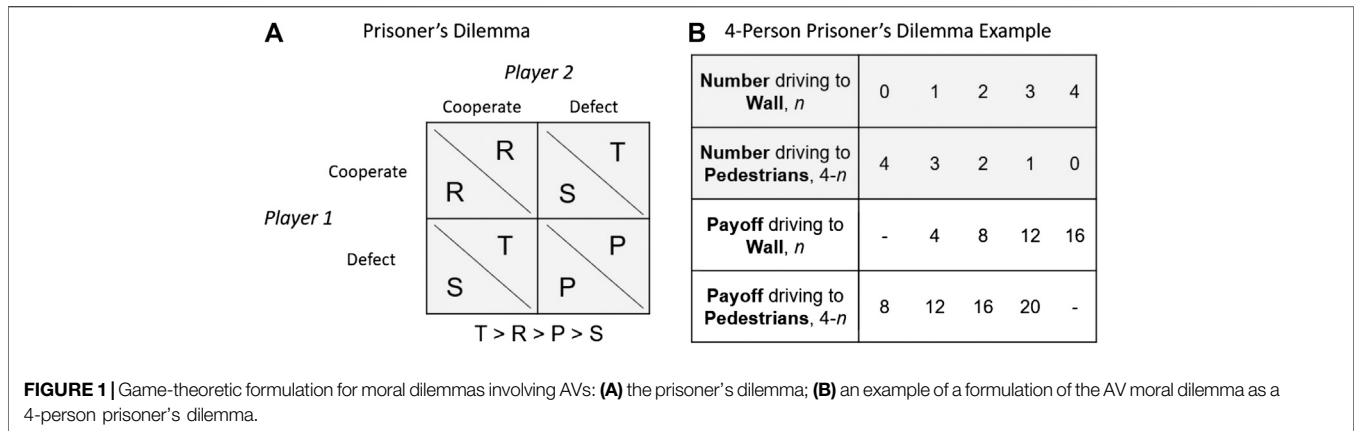 A Prisoner's Dilemma
Player 2
Cooperate Defect
Cooperate
R T
R S
Player 1
Defect
T P
S P
T > R > P > S
B 4-Person Prisoner's Dilemma Example
Number driving to
Wall, n
0 1 2 3 4
Number driving to
Pedestrians, 4-n
4 3 2 1 0
Payoff driving to
Wall, n
- 4 8 12 16
Payoff driving to
Pedestrians, 4-n
8 12 16 20 -
FIGURE 1 | Game-theoretic formulation for moral dilemmas involving AVs: (A) the prisoner's dilemma; (B) an example of a formulation of the AV moral dilemma as a
4-person prisoner's dilemma.